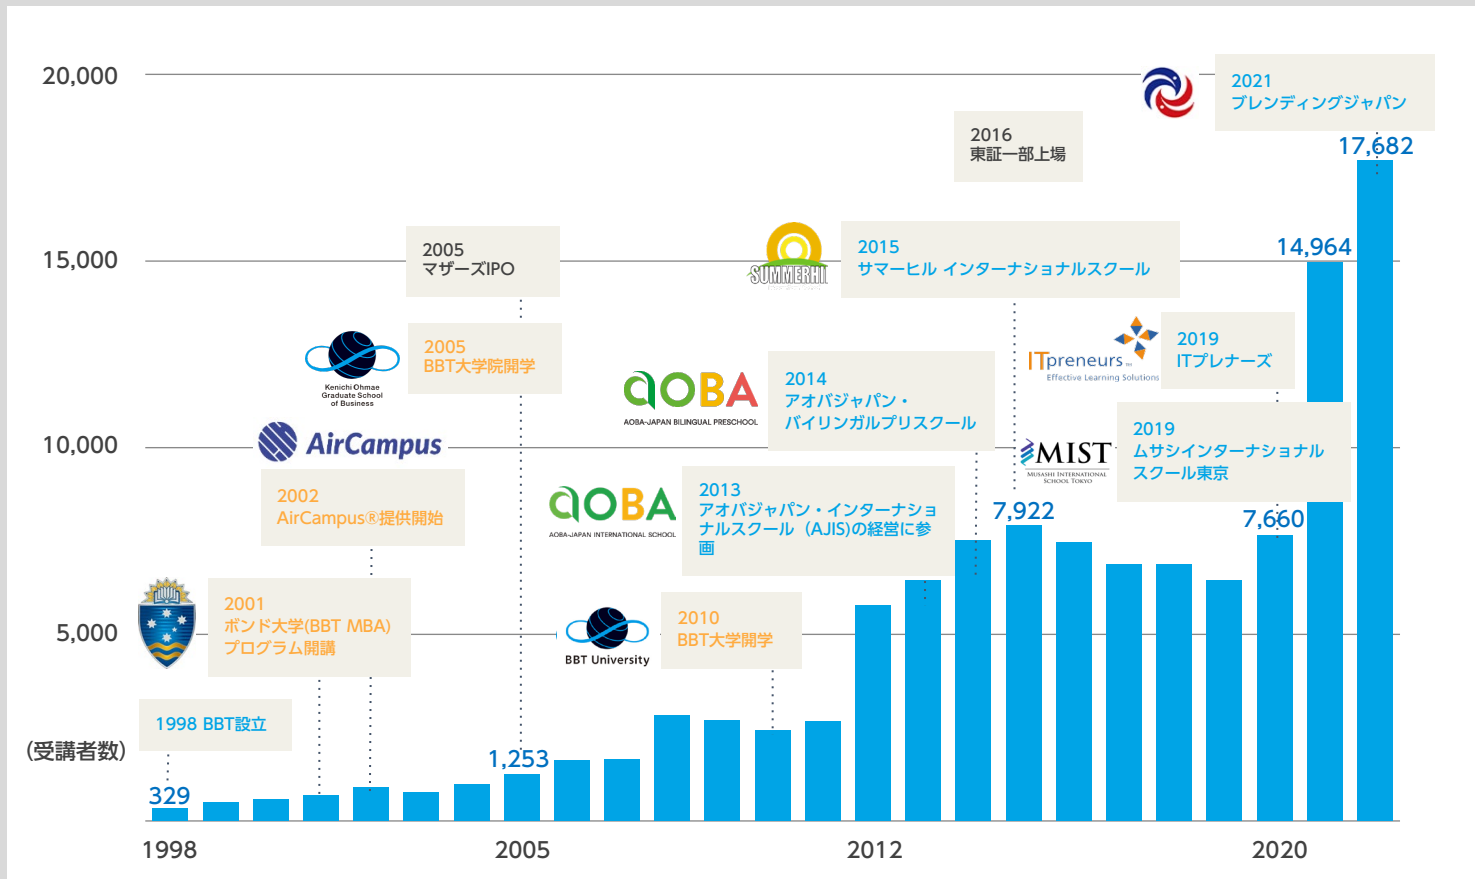 20,000
15,000
10,000
5,000
(受講者数)
2021
ブレンディングジャパン
17,682
2016
東証一部上場
14,964
2005
マザーズIPO
SUMMERHILL
2015
サマーヒル インターナショナルスクール
Kenichi Ohmae
Graduate School
of Business
2005
BBT大学院開学
ITpreneurs™
Effective Learning Solutions
2019
ITプレナーズ
aOBA
AOBA-JAPAN BILINGUAL PRESCHOOL
2014
アオバジャパン・
バイリンガルプリスクール
AirCampus
MIST
MUSASHI INTERNATIONAL
SCHOOL TOKYO
2019
ムサシインターナショナル
スクール東京
2002
AirCampus®提供開始
aOBA
AOBA-JAPAN INTERNATIONAL SCHOOL
2013
アオバジャパン・インターナショ
ナルスクール（AJIS)の経営に参
画
7,922
7,660
2001
ボンド大学(BBT MBA)
プログラム開講
BBT University
2010
BBT大学開学
1998 BBT設立
329
1,253
1998
2005
2012
2020